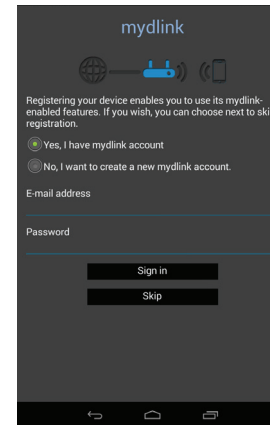 mydlink
Registering your device enables you to use its mydlink-
enabled features. If you wish, you can choose next to ski
registration.
Yes, I have mydlink account
No, I want to create a new mydlink account.
E-mail address
Password
Sign in
Skip